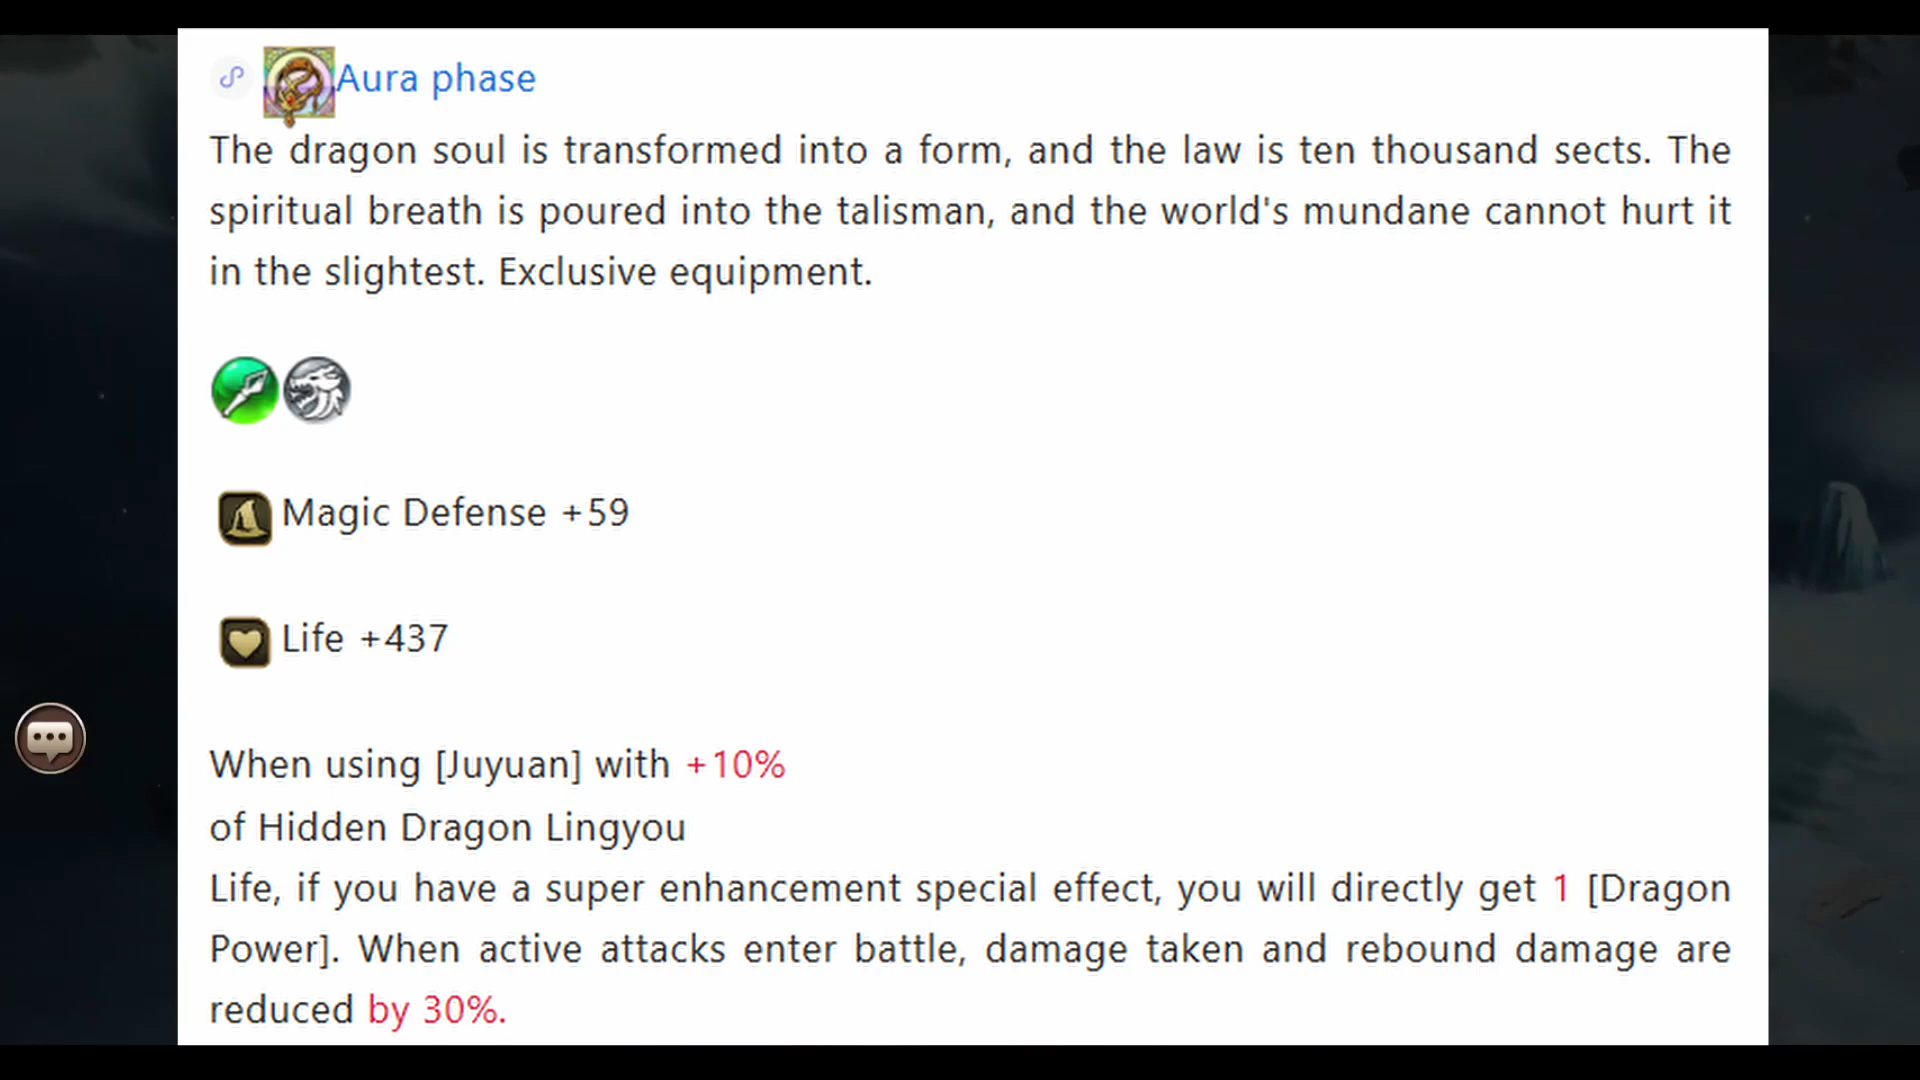 Aura phase
The dragon soul is transformed into a form, and the law is ten thousand sects. The
spiritual breath is poured into the talisman, and the world's mundane cannot hurt it
in the slightest. Exclusive equipment.
Magic Defense +59
Life +437
When using [Juyuan] with +10%
of Hidden Dragon Lingyou
Life, if you have a super enhancement special effect, you will directly get 1 [Dragon
Power]. When active attacks enter battle, damage taken and rebound damage are
reduced by 30%.